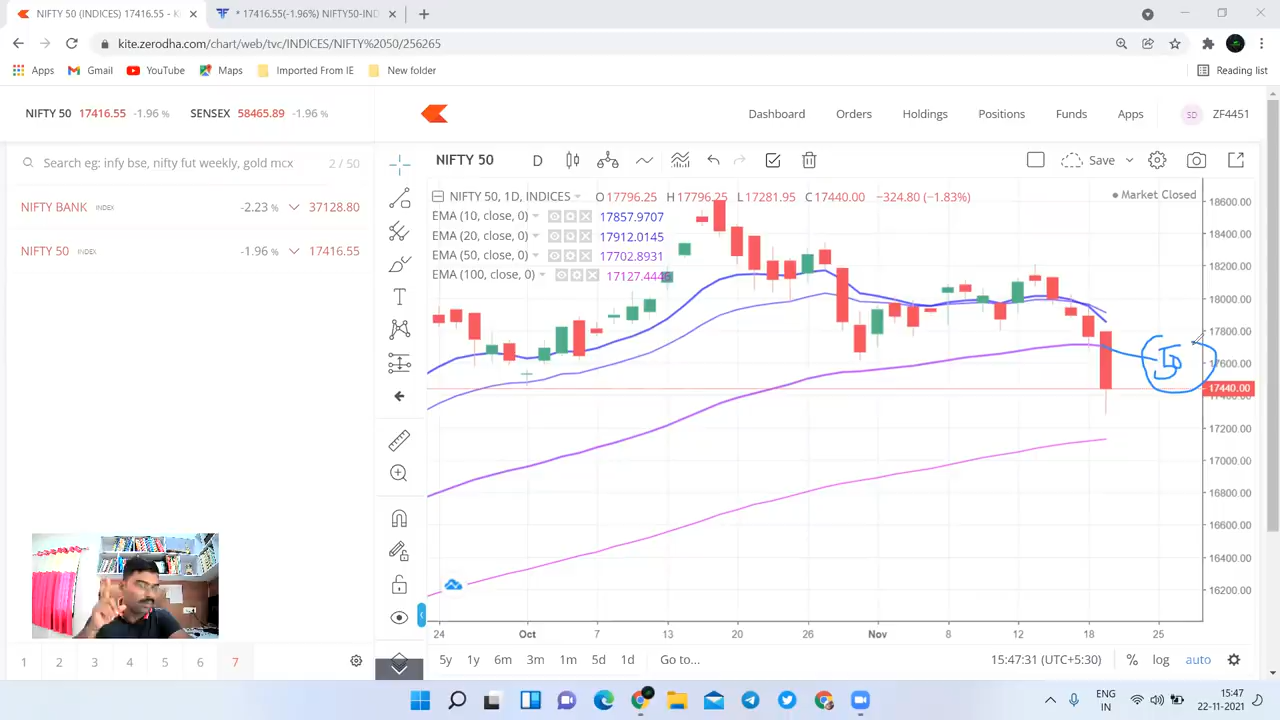 NIFTY 50 (INDICES) 17416.55 - K
* 17416.55(-1.96%) NIFTY50-IND
kite.zerodha.com/chart/web/tvc/INDICES/NIFTY%2050/256265
Apps Gmail YouTube Maps Imported From IE New folder Reading list
NIFTY 50 17416.55 -1.96 % SENSEX 58465.89 -1.96 %
Dashboard Orders Holdings Positions Funds Apps SD ZF4451
Search eg: infy bse, nifty fut weekly, gold mcx 2 / 50
NIFTY 50 D Save
NIFTY BANK INDEX -2.23 % 37128.80
NIFTY 50 INDEX -1.96 % 17416.55
NIFTY 50, 1D, INDICES O17796.25 H17796.25 L17281.95 C17440.00 −324.80 (−1.83%)
Market Closed
EMA (10, close, 0) 17857.9707
EMA (20, close, 0) 17912.0145
EMA (50, close, 0) 17702.8931
EMA (100, close, 0) 17127.4446
18600.00
18400.00
18200.00
18000.00
17800.00
17600.00
50
17440.00
17400.00
17200.00
17000.00
16800.00
16600.00
16400.00
16200.00
24 Oct 7 13 20 26 Nov 8 12 18 25
1 2 3 4 5 6 7
5y 1y 6m 3m 1m 5d 1d Go to... 15:47:31 (UTC+5:30) % log auto
ENG
IN
15:47
22-11-2021